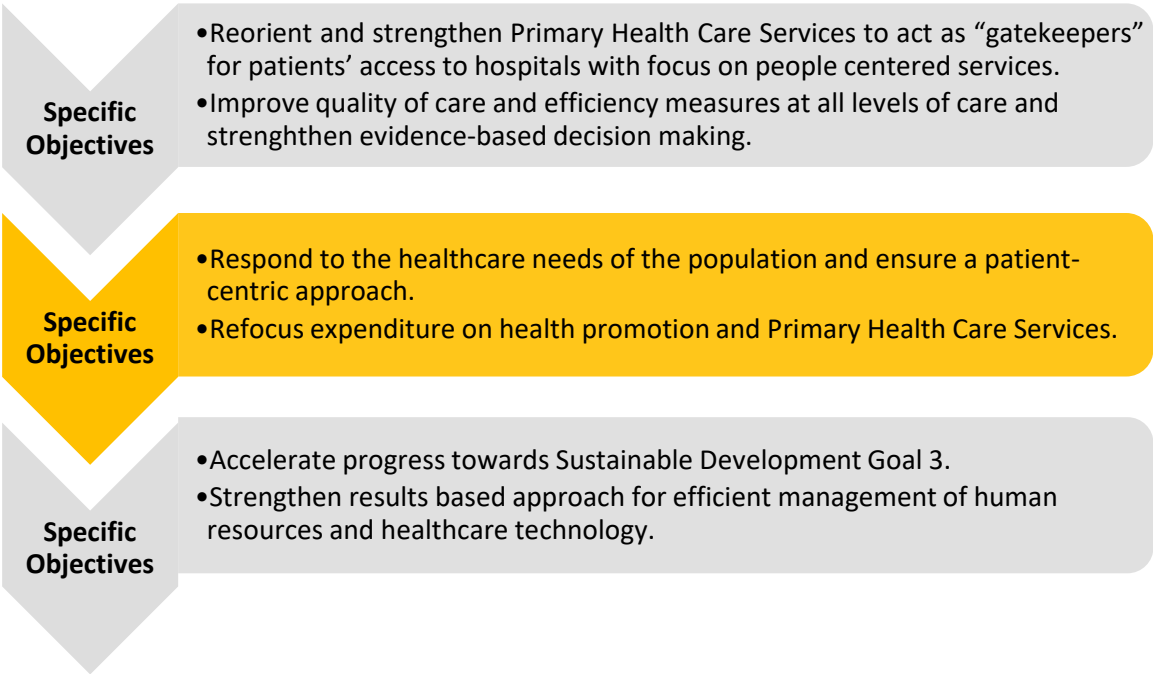 Specific
Objectives
•Reorient and strengthen Primary Health Care Services to act as “gatekeepers”
for patients’ access to hospitals with focus on people centered services.
•Improve quality of care and efficiency measures at all levels of care and
strenghthen evidence-based decision making.
Specific
Objectives
•Respond to the healthcare needs of the population and ensure a patient-
centric approach.
•Refocus expenditure on health promotion and Primary Health Care Services.
Specific
Objectives
•Accelerate progress towards Sustainable Development Goal 3.
•Strengthen results based approach for efficient management of human
resources and healthcare technology.